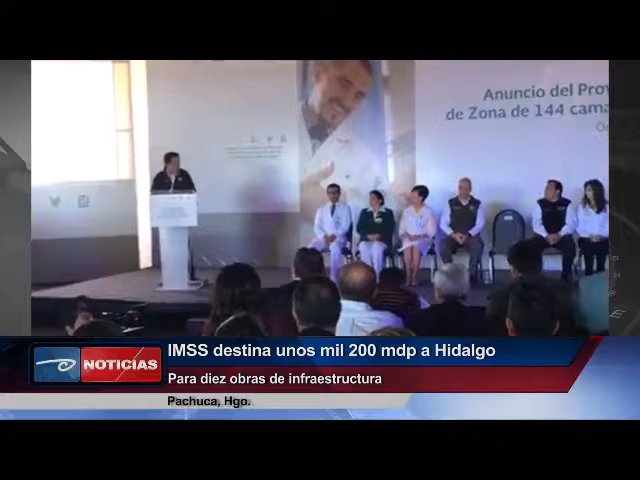 Anuncio del Proy
de Zona de 144 cama
NOTICIAS
IMSS destina unos mil 200 mdp a Hidalgo
Para diez obras de infraestructura
Pachuca, Hgo.